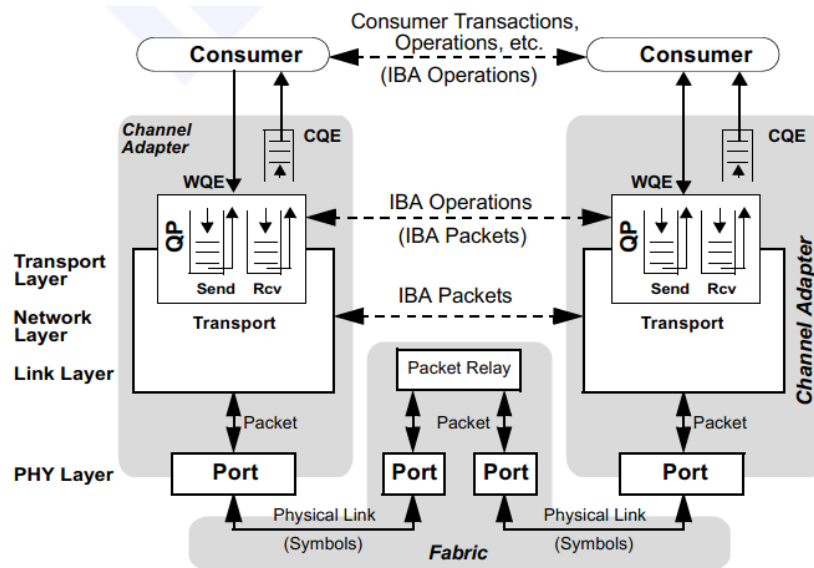 Consumer Transactions,
Operations, etc.
(IBA Operations)
Consumer
Consumer
Channel
Adapter
CQE
WQE
QP
Send
Rcv
Transport
IBA Operations
(IBA Packets)
IBA Packets
CQE
WQE
QP
Send
Rcv
Transport
Channel Adapter
Transport
Layer
Network
Layer
Link Layer
PHY Layer
Packet Relay
Packet
Packet
Packet
Port
Port
Port
Port
Physical Link
(Symbols)
Physical Link
(Symbols)
Fabric